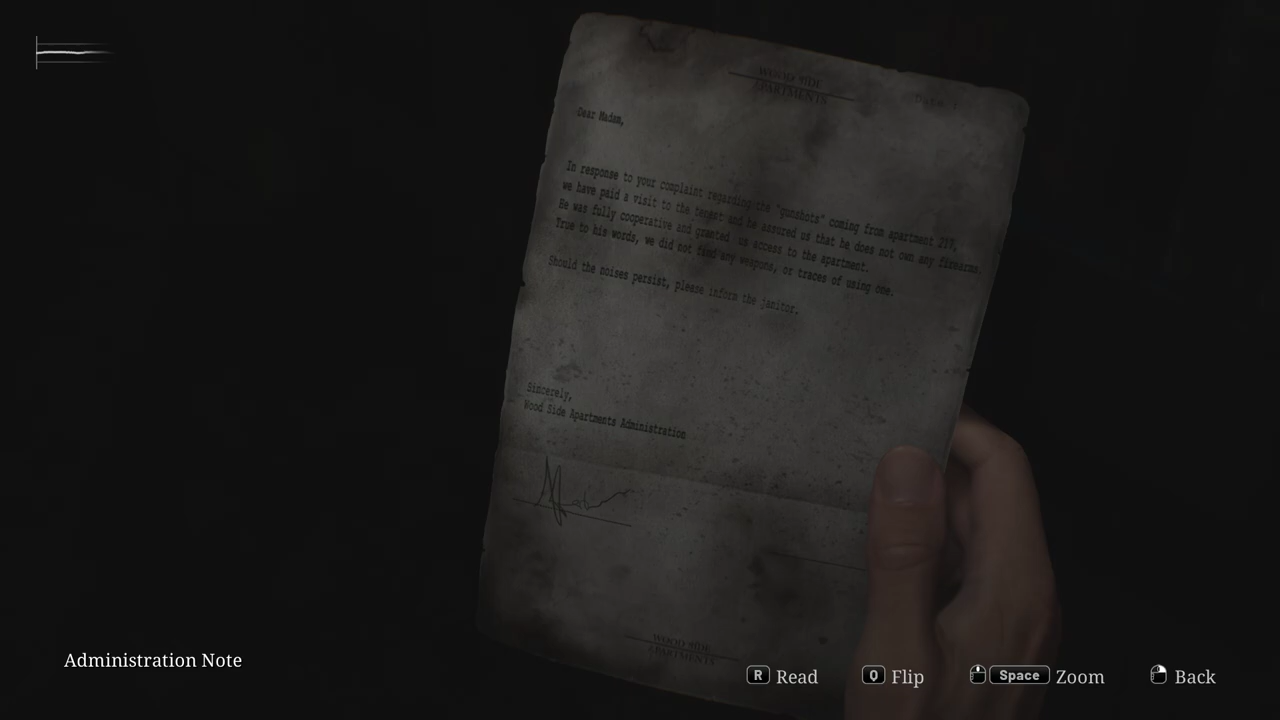 WOOD SIDE
APARTMENTS
Date :
Dear Madam,
In response to your complaint regarding the "gunshots" coming from apartment 217,
we have paid a visit to the tenest and he assured us that he does not own any firearms.
He was fully cooperative and granted us access to the apartment.
True to his words, we did not find any weapons, or traces of using one.
Should the noises persist, please inform the janitor.
Sincerely,
Wood Side Apartments Administration
WOOD SIDE
APARTMENTS
Administration Note
R Read
Q Flip
Space Zoom
Back